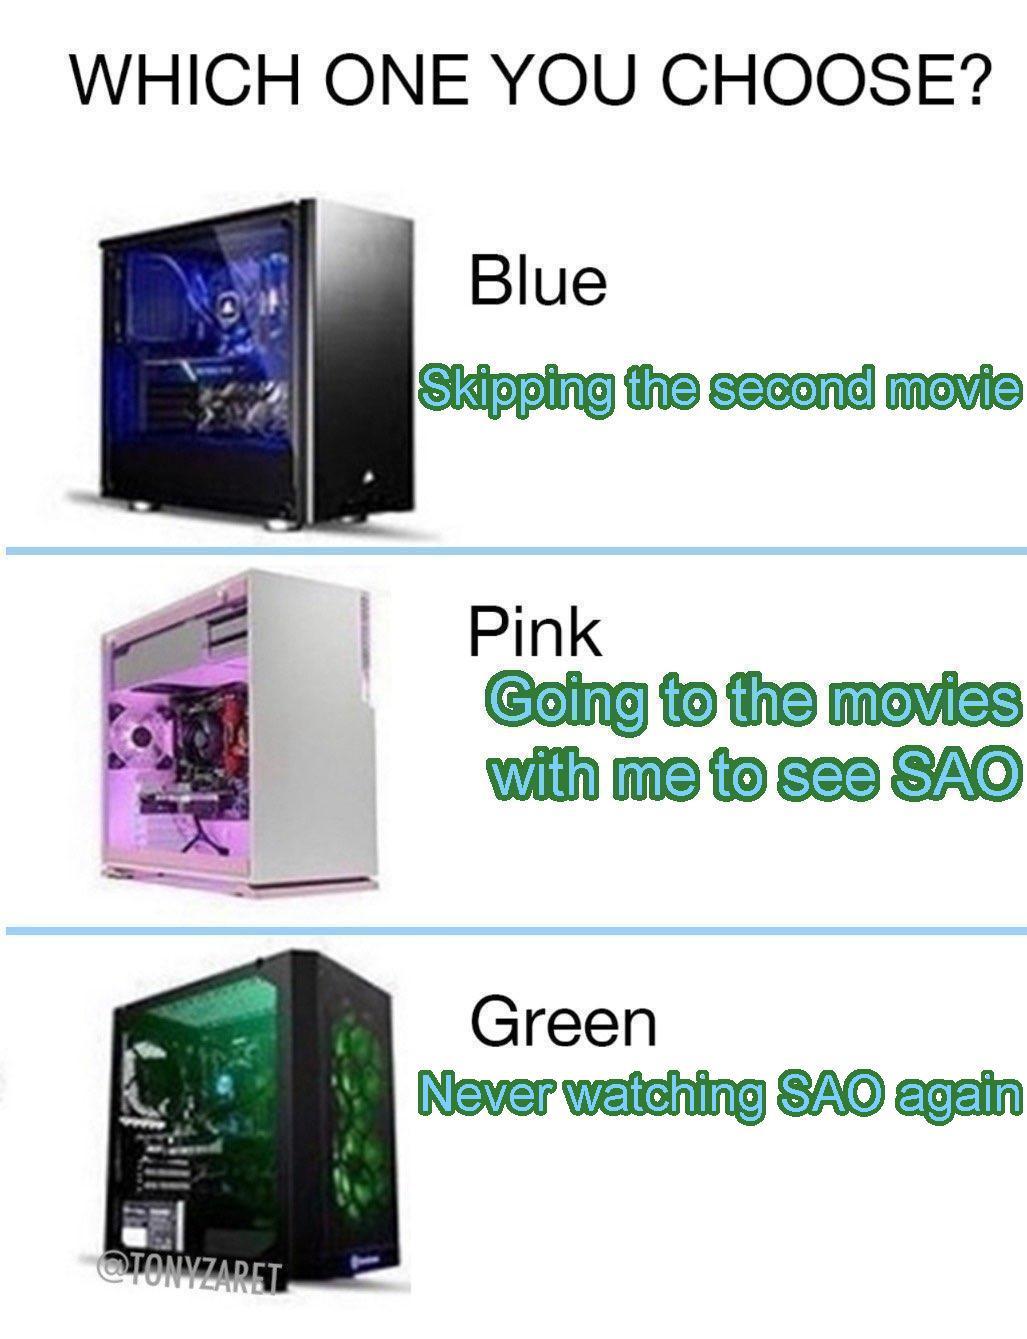 WHICH ONE YOU CHOOSE?
Blue
Skipping the second movie
Pink
Going to the movies
with me to see SAO
Green
Never watching SAO again
@TONYZARET